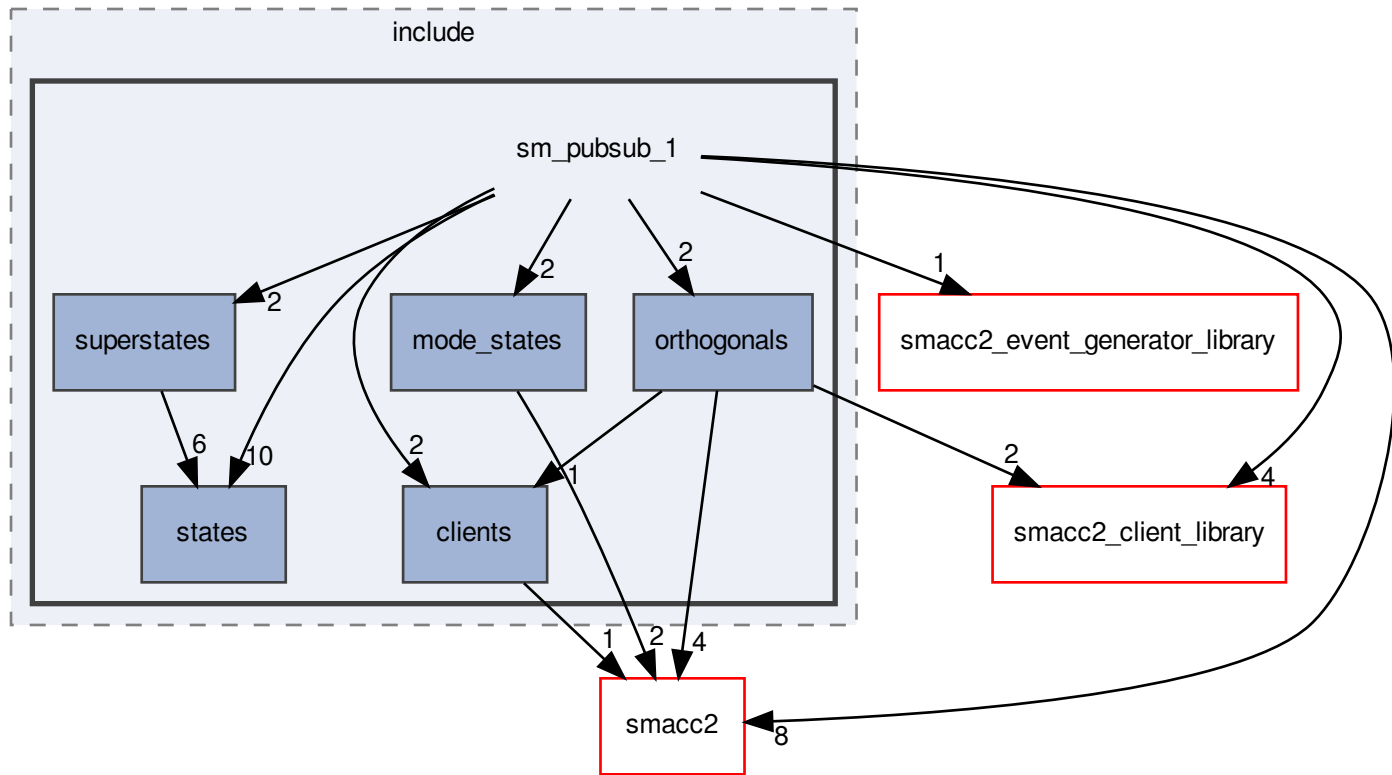 include
sm_pubsub_1
2
2
1
2
superstates
mode_states
orthogonals
smacc2_event_generator_library
6
10
2
1
2
4
states
clients
smacc2_client_library
1
2
4
smacc2
8